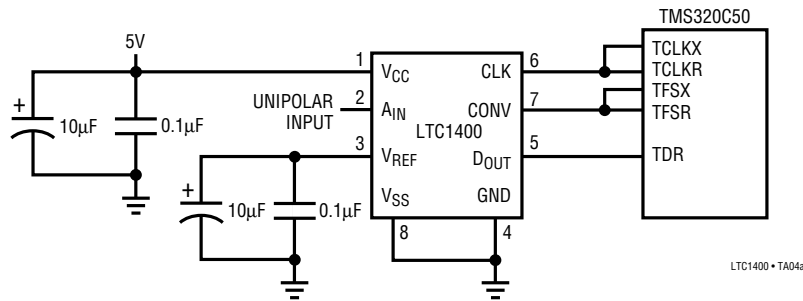 TMS320C50
5V
1
VCC
CLK
6
TCLKX
TCLKR
UNIPOLAR
INPUT
2
AIN
CONV
7
TFSX
TFSR
+
10µF
0.1µF
LTC1400
3
VREF
DOUT
5
TDR
+
10µF
0.1µF
VSS
GND
8
4
LTC1400 • TA04a